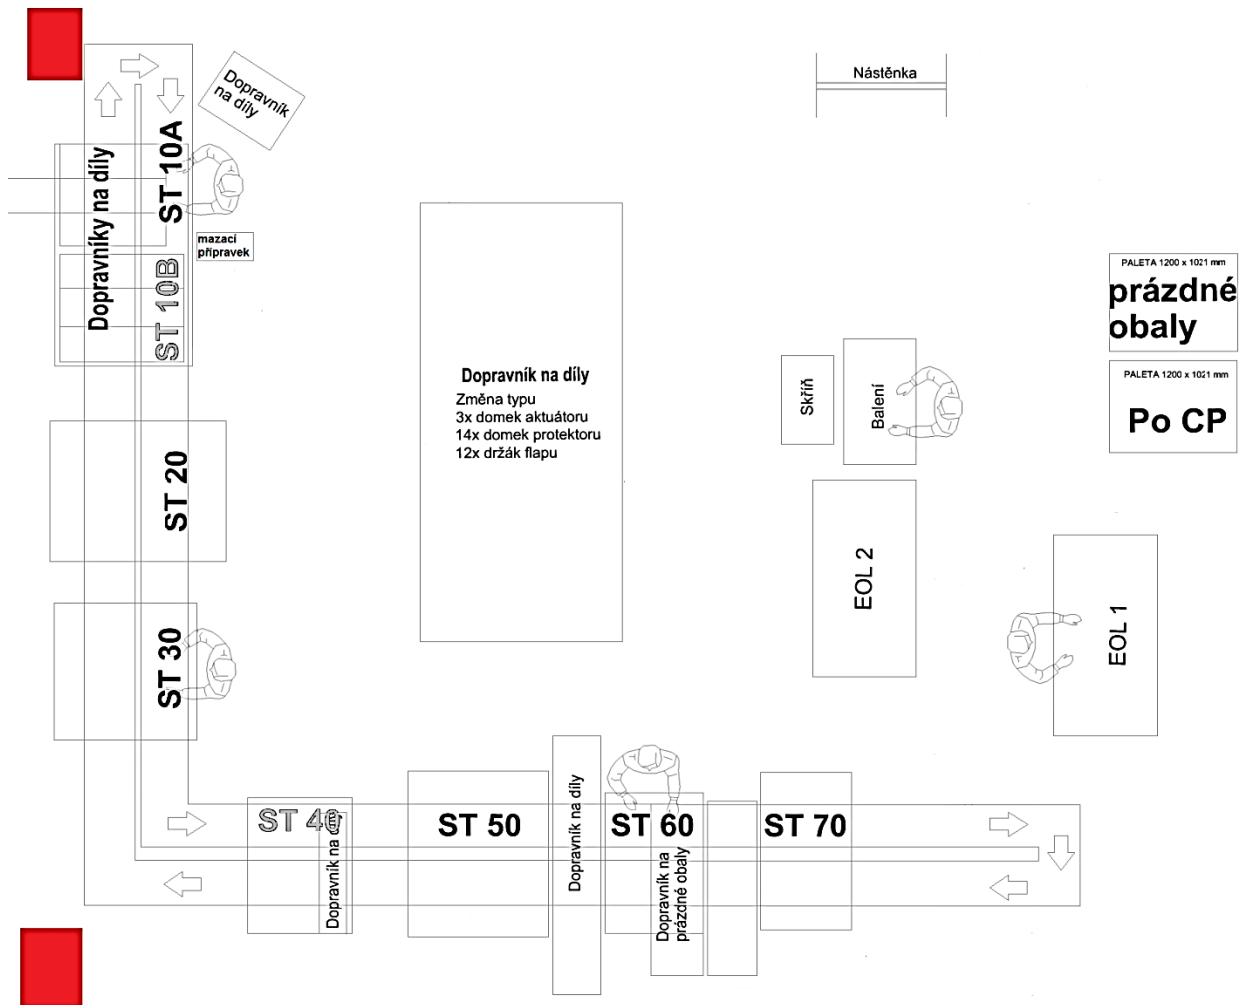 Dopravník
na díly
Nástěnka
ST 10A
Dopravníky na díly
mazací
přípravek
ST 10B
PALETA 1200 x 1021 mm
prázdné
obaly
PALETA 1200 x 1021 mm
Po CP
Dopravník na díly
Změna typu
3x domek aktuátoru
14x domek protektoru
12x držák flapu
Skříň
Balení
ST 20
EOL 2
EOL 1
ST 30
ST 40
Dopravník na díly
ST 50
Dopravník na díly
ST 60
Dopravník na
prázdné obaly
ST 70